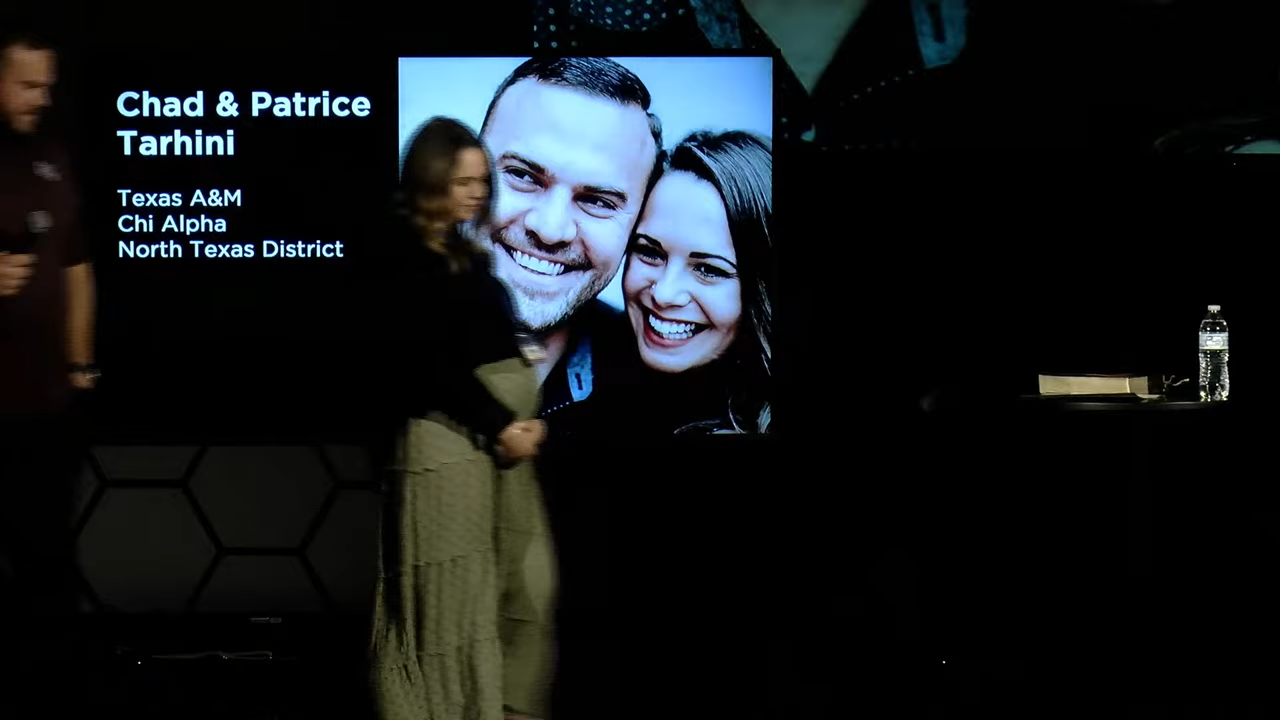 Chad & Patrice
Tarhini
Texas A&M
Chi Alpha
North Texas District